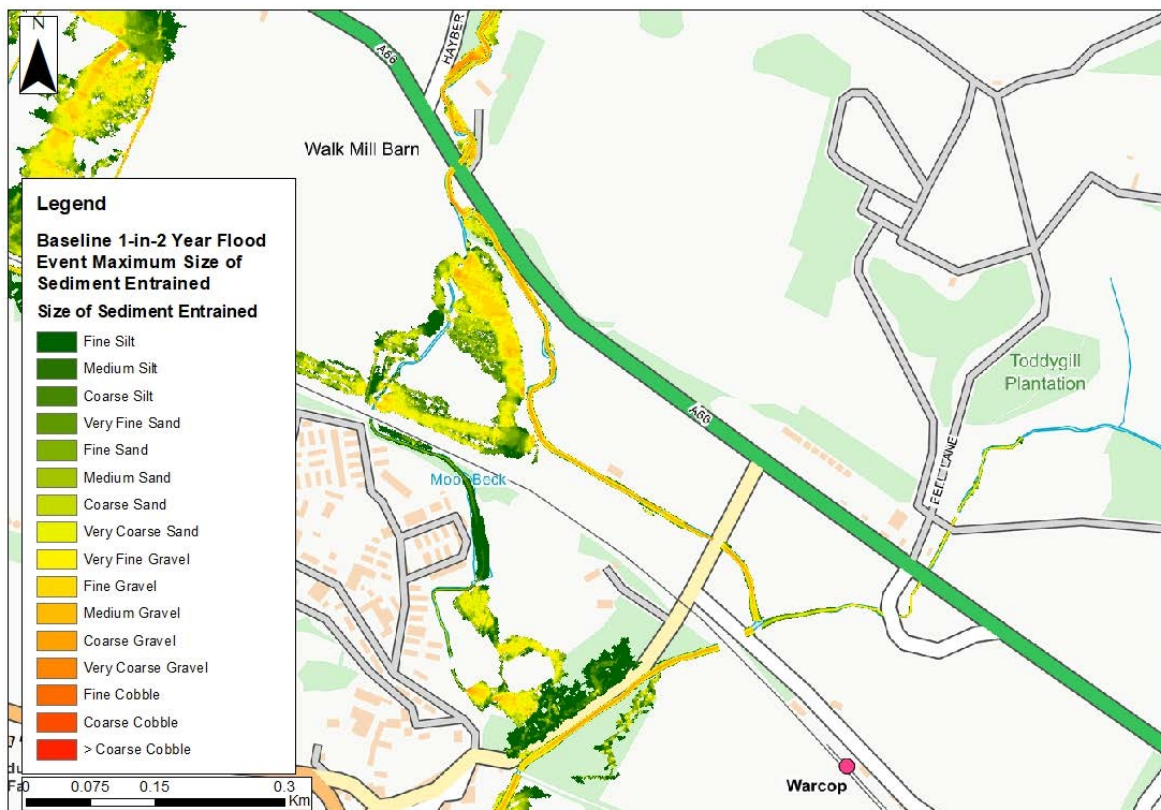 N
A66
HAYBER
Walk Mill Barn
Legend
Baseline 1-in-2 Year Flood
Event Maximum Size of
Sediment Entrained
Size of Sediment Entrained
Fine Silt
Medium Silt
Coarse Silt
Very Fine Sand
Fine Sand
Medium Sand
Coarse Sand
Very Coarse Sand
Very Fine Gravel
Fine Gravel
Medium Gravel
Coarse Gravel
Very Coarse Gravel
Fine Cobble
Coarse Cobble
> Coarse Cobble
Toddygill
Plantation
A66
LANE
Beck
Warcop
0 0.075 0.15 0.3
Km